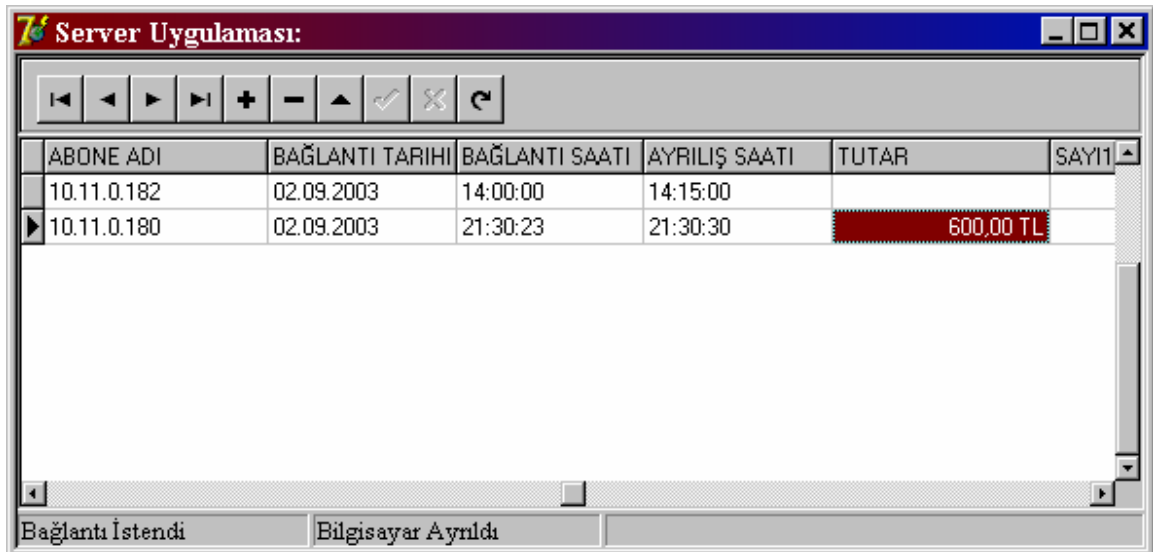 Server Uygulaması:
ABONE ADI BAĞLANTI TARIHI BAĞLANTI SAATI AYRILIŞ SAATI TUTAR SAYI1
10.11.0.182 02.09.2003 14:00:00 14:15:00
10.11.0.180 02.09.2003 21:30:23 21:30:30 600,00 TL
Bağlantı İstendi Bilgisayar Ayrıldı